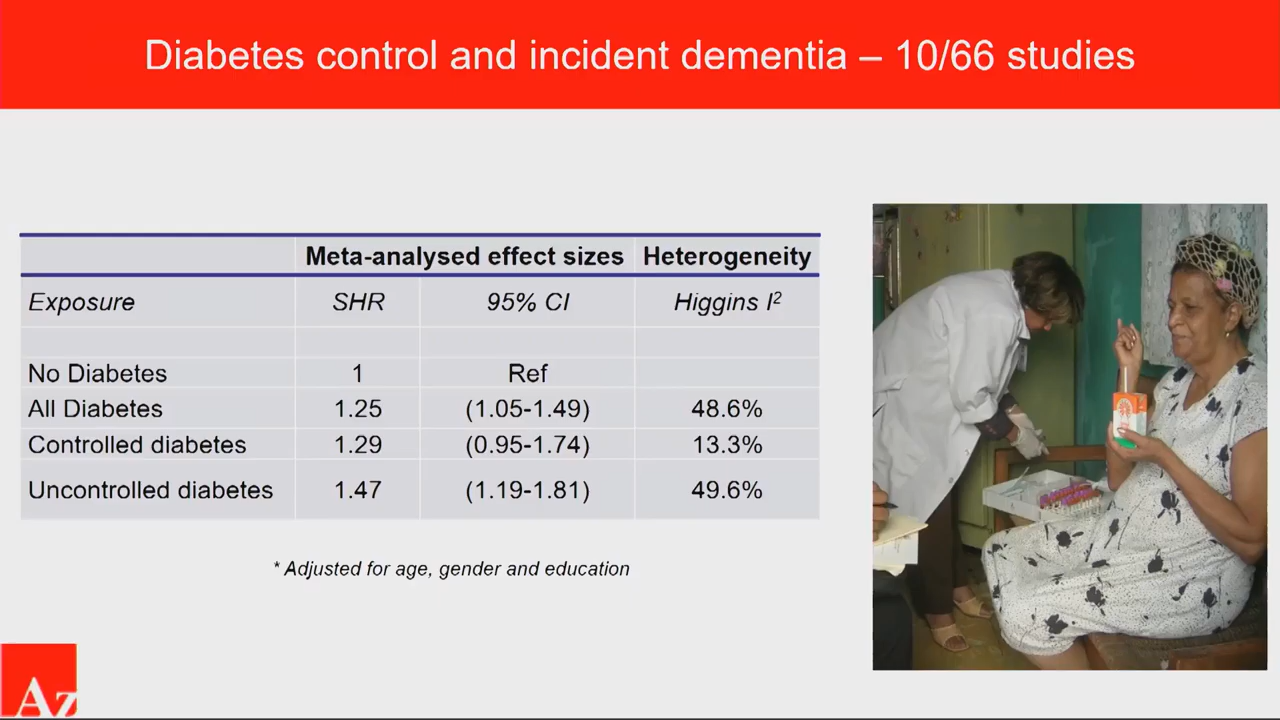 Diabetes control and incident dementia – 10/66 studies
Meta-analysed effect sizes Heterogeneity
Exposure SHR 95% CI Higgins I²
No Diabetes 1 Ref
All Diabetes 1.25 (1.05-1.49) 48.6%
Controlled diabetes 1.29 (0.95-1.74) 13.3%
Uncontrolled diabetes 1.47 (1.19-1.81) 49.6%
* Adjusted for age, gender and education
Az